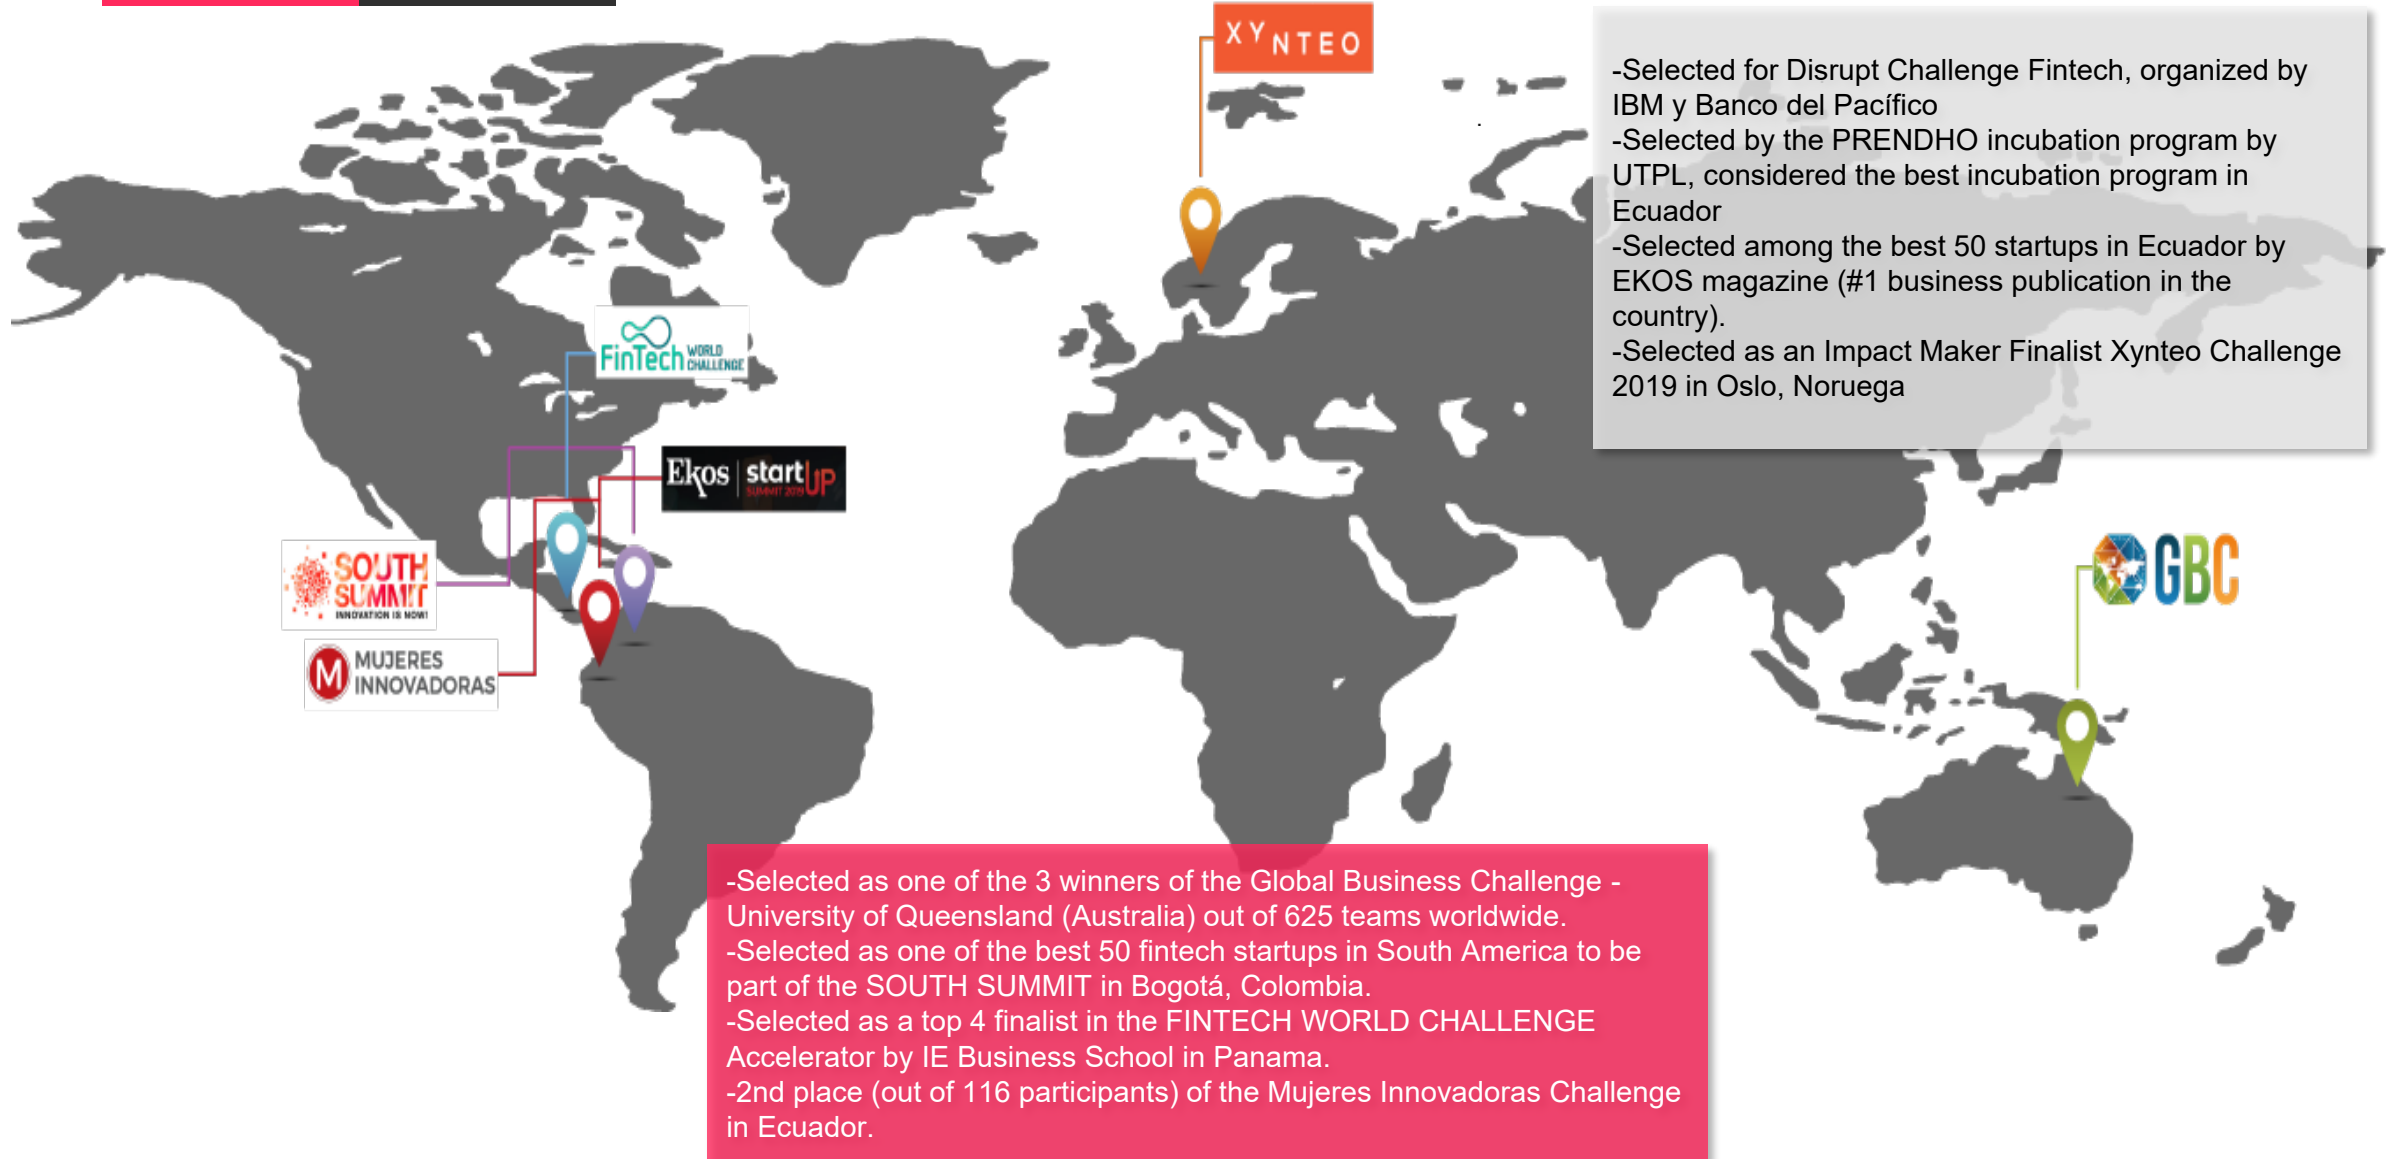 XYNTEO
-Selected for Disrupt Challenge Fintech, organized by
IBM y Banco del Pacífico
-Selected by the PRENDHO incubation program by
UTPL, considered the best incubation program in
Ecuador
-Selected among the best 50 startups in Ecuador by
EKOS magazine (#1 business publication in the
country).
-Selected as an Impact Maker Finalist Xynteo Challenge
2019 in Oslo, Noruega
FinTech WORLD
CHALLENGE
Ekos startUP
SUMMIT 2019
SOUTH
SUMMIT
INNOVATION IS NOW!
M MUJERES
INNOVADORAS
GBC
-Selected as one of the 3 winners of the Global Business Challenge -
University of Queensland (Australia) out of 625 teams worldwide.
-Selected as one of the best 50 fintech startups in South America to be
part of the SOUTH SUMMIT in Bogotá, Colombia.
-Selected as a top 4 finalist in the FINTECH WORLD CHALLENGE
Accelerator by IE Business School in Panama.
-2nd place (out of 116 participants) of the Mujeres Innovadoras Challenge
in Ecuador.